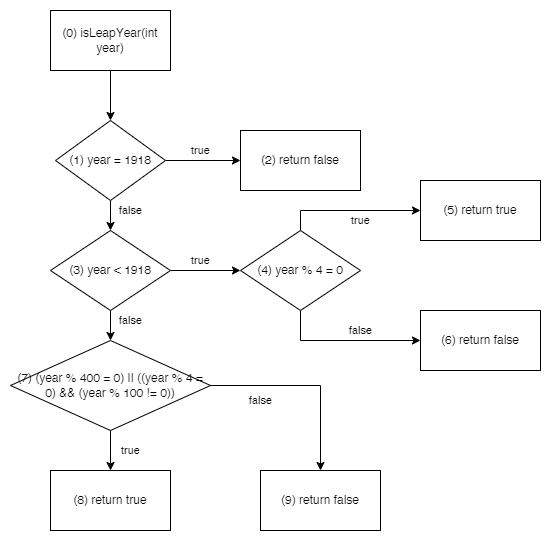 (0) isLeapYear(int
year)
(1) year = 1918
true
(2) return false
false
(5) return true
true
(3) year < 1918
true
(4) year % 4 = 0
false
false
(6) return false
(7) (year % 400 = 0) || ((year % 4 =
0) && (year % 100 != 0))
false
true
(8) return true
(9) return false